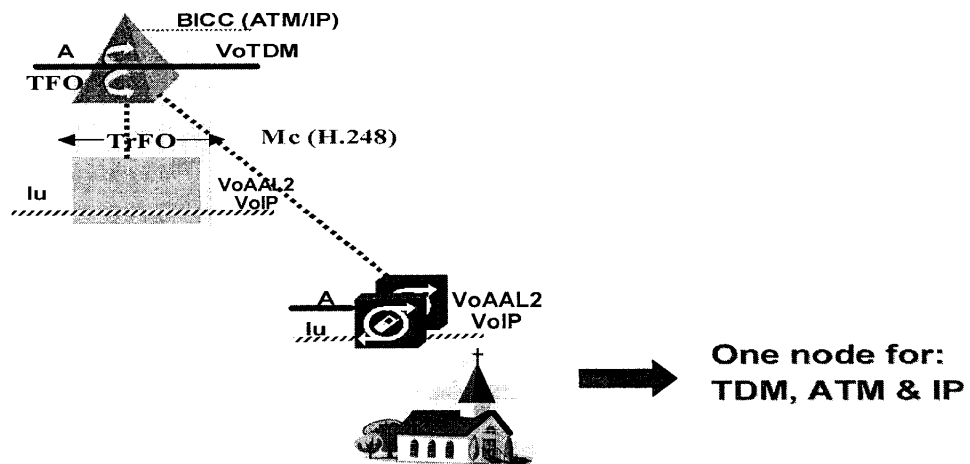 BICC (ATM/IP)
A VoTDM
TFO
TrFO Mc (H.248)
Iu VoAAL2
VoIP
A VoAAL2
Iu VoIP
One node for:
TDM, ATM & IP